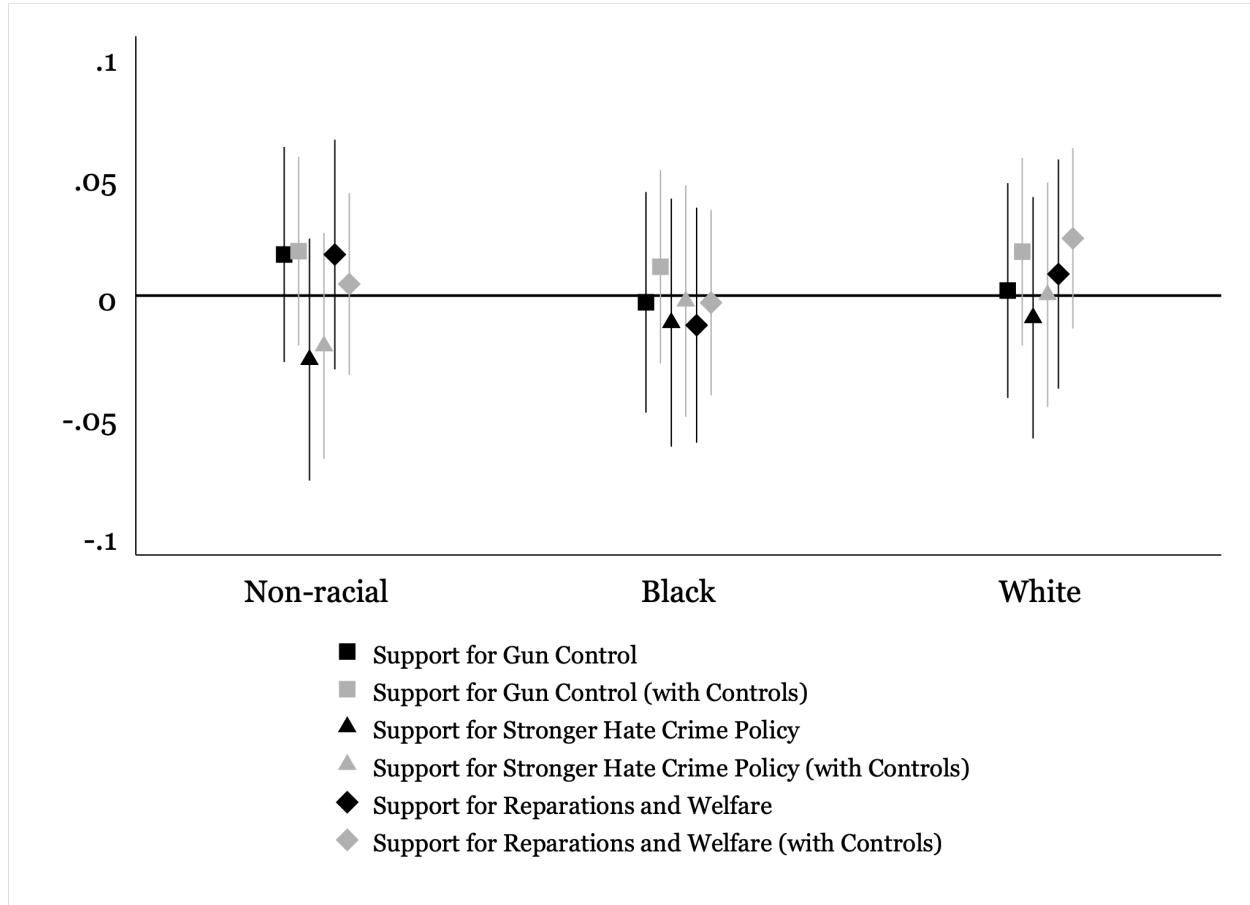 .1
.05
0
-.05
-.1
Non-racial Black White
Support for Gun Control
Support for Gun Control (with Controls)
Support for Stronger Hate Crime Policy
Support for Stronger Hate Crime Policy (with Controls)
Support for Reparations and Welfare
Support for Reparations and Welfare (with Controls)